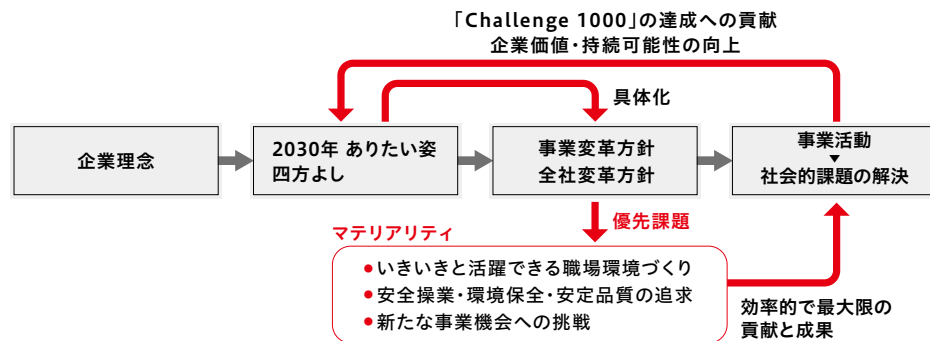 「Challenge 1000」の達成への貢献
企業価値・持続可能性の向上
具体化
企業理念
2030年 ありたい姿
四方よし
事業変革方針
全社変革方針
事業活動
▼
社会的課題の解決
優先課題
マテリアリティ
●いきいきと活躍できる職場環境づくり
●安全操業・環境保全・安定品質の追求
●新たな事業機会への挑戦
効率的で最大限の
貢献と成果